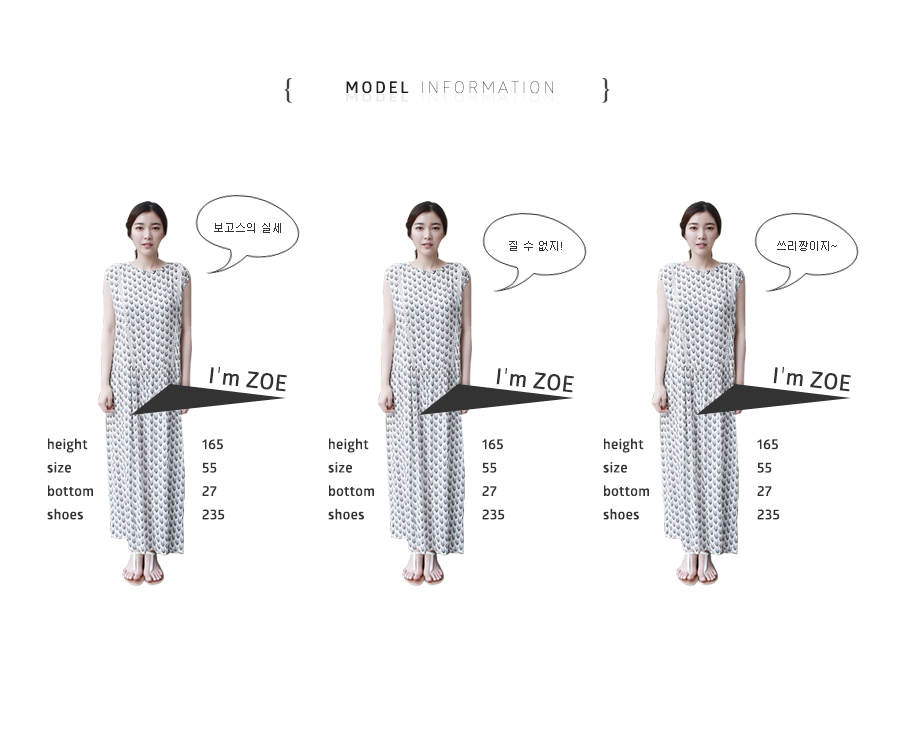 { MODEL INFORMATION }
보고스의 실세
질 수 없지!
쓰리짱이지~
I'm ZOE
I'm ZOE
I'm ZOE
height 165
size 55
bottom 27
shoes 235
height 165
size 55
bottom 27
shoes 235
height 165
size 55
bottom 27
shoes 235